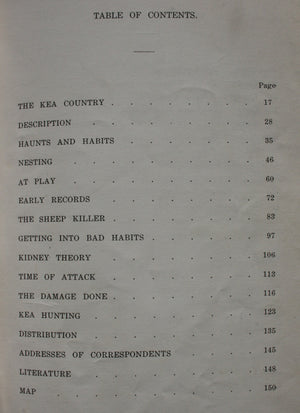 TABLE OF CONTENTS.
Page
THE KEA COUNTRY . . . . . . . 17
DESCRIPTION . . . . . . . 28
HAUNTS AND HABITS . . . . . . 35
NESTING . . . . . . . . 46
AT PLAY . . . . . . . . 60
EARLY RECORDS . . . . . . . 72
THE SHEEP KILLER . . . . . . 83
GETTING INTO BAD HABITS . . . . . 97
KIDNEY THEORY . . . . . . . 106
TIME OF ATTACK . . . . . . . 113
THE DAMAGE DONE . . . . . . . 116
KEA HUNTING . . . . . . . 123
DISTRIBUTION . . . . . . . 135
ADDRESSES OF CORRESPONDENTS . . . . 145
LITERATURE . . . . . . . 148
MAP . . . . . . . . . 150